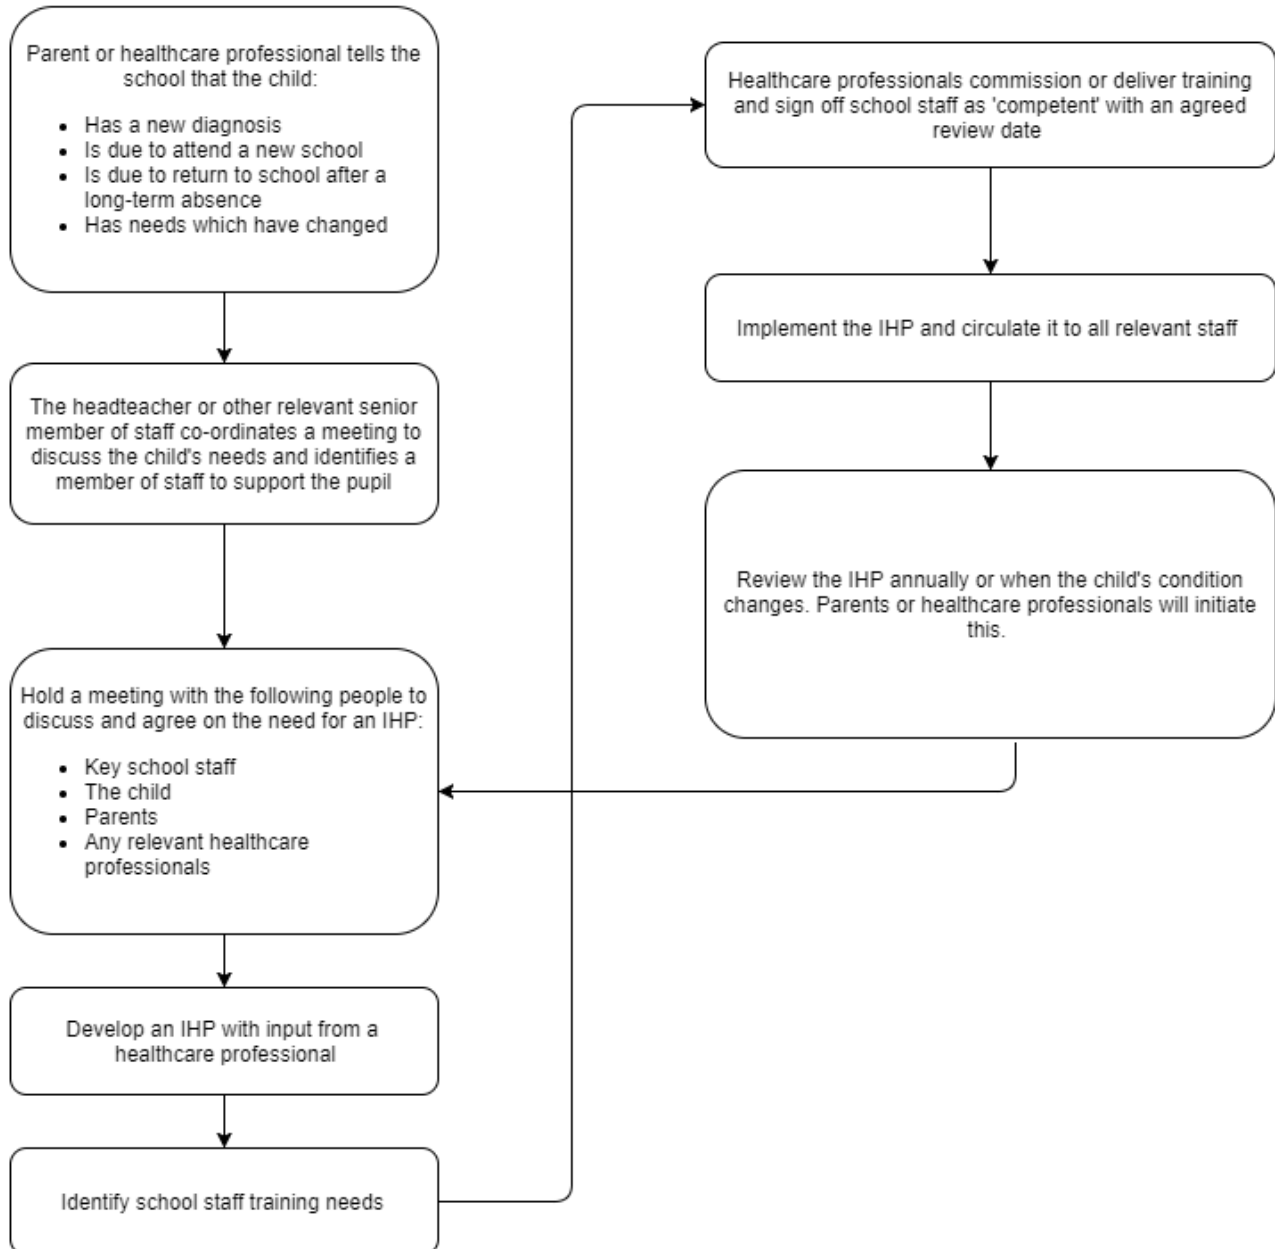 Parent or healthcare professional tells the
school that the child:
• Has a new diagnosis
• Is due to attend a new school
• Is due to return to school after a
long-term absence
• Has needs which have changed
The headteacher or other relevant senior
member of staff co-ordinates a meeting to
discuss the child's needs and identifies a
member of staff to support the pupil
Hold a meeting with the following people to
discuss and agree on the need for an IHP:
• Key school staff
• The child
• Parents
• Any relevant healthcare
professionals
Develop an IHP with input from a
healthcare professional
Identify school staff training needs
Healthcare professionals commission or deliver training
and sign off school staff as 'competent' with an agreed
review date
Implement the IHP and circulate it to all relevant staff
Review the IHP annually or when the child's condition
changes. Parents or healthcare professionals will initiate
this.